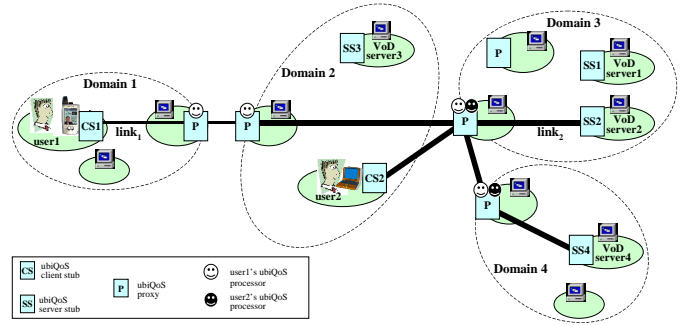 Domain 1
user1
CS1
link1
P
P
Domain 2
SS3
VoD
server3
user2
CS2
Domain 3
P
SS1
VoD
server1
P
link2
SS2
VoD
server2
P
SS4
VoD
server4
Domain 4
CS
ubiQoS
client stub
SS
ubiQoS
server stub
P
ubiQoS
proxy
user1's ubiQoS
processor
user2's ubiQoS
processor